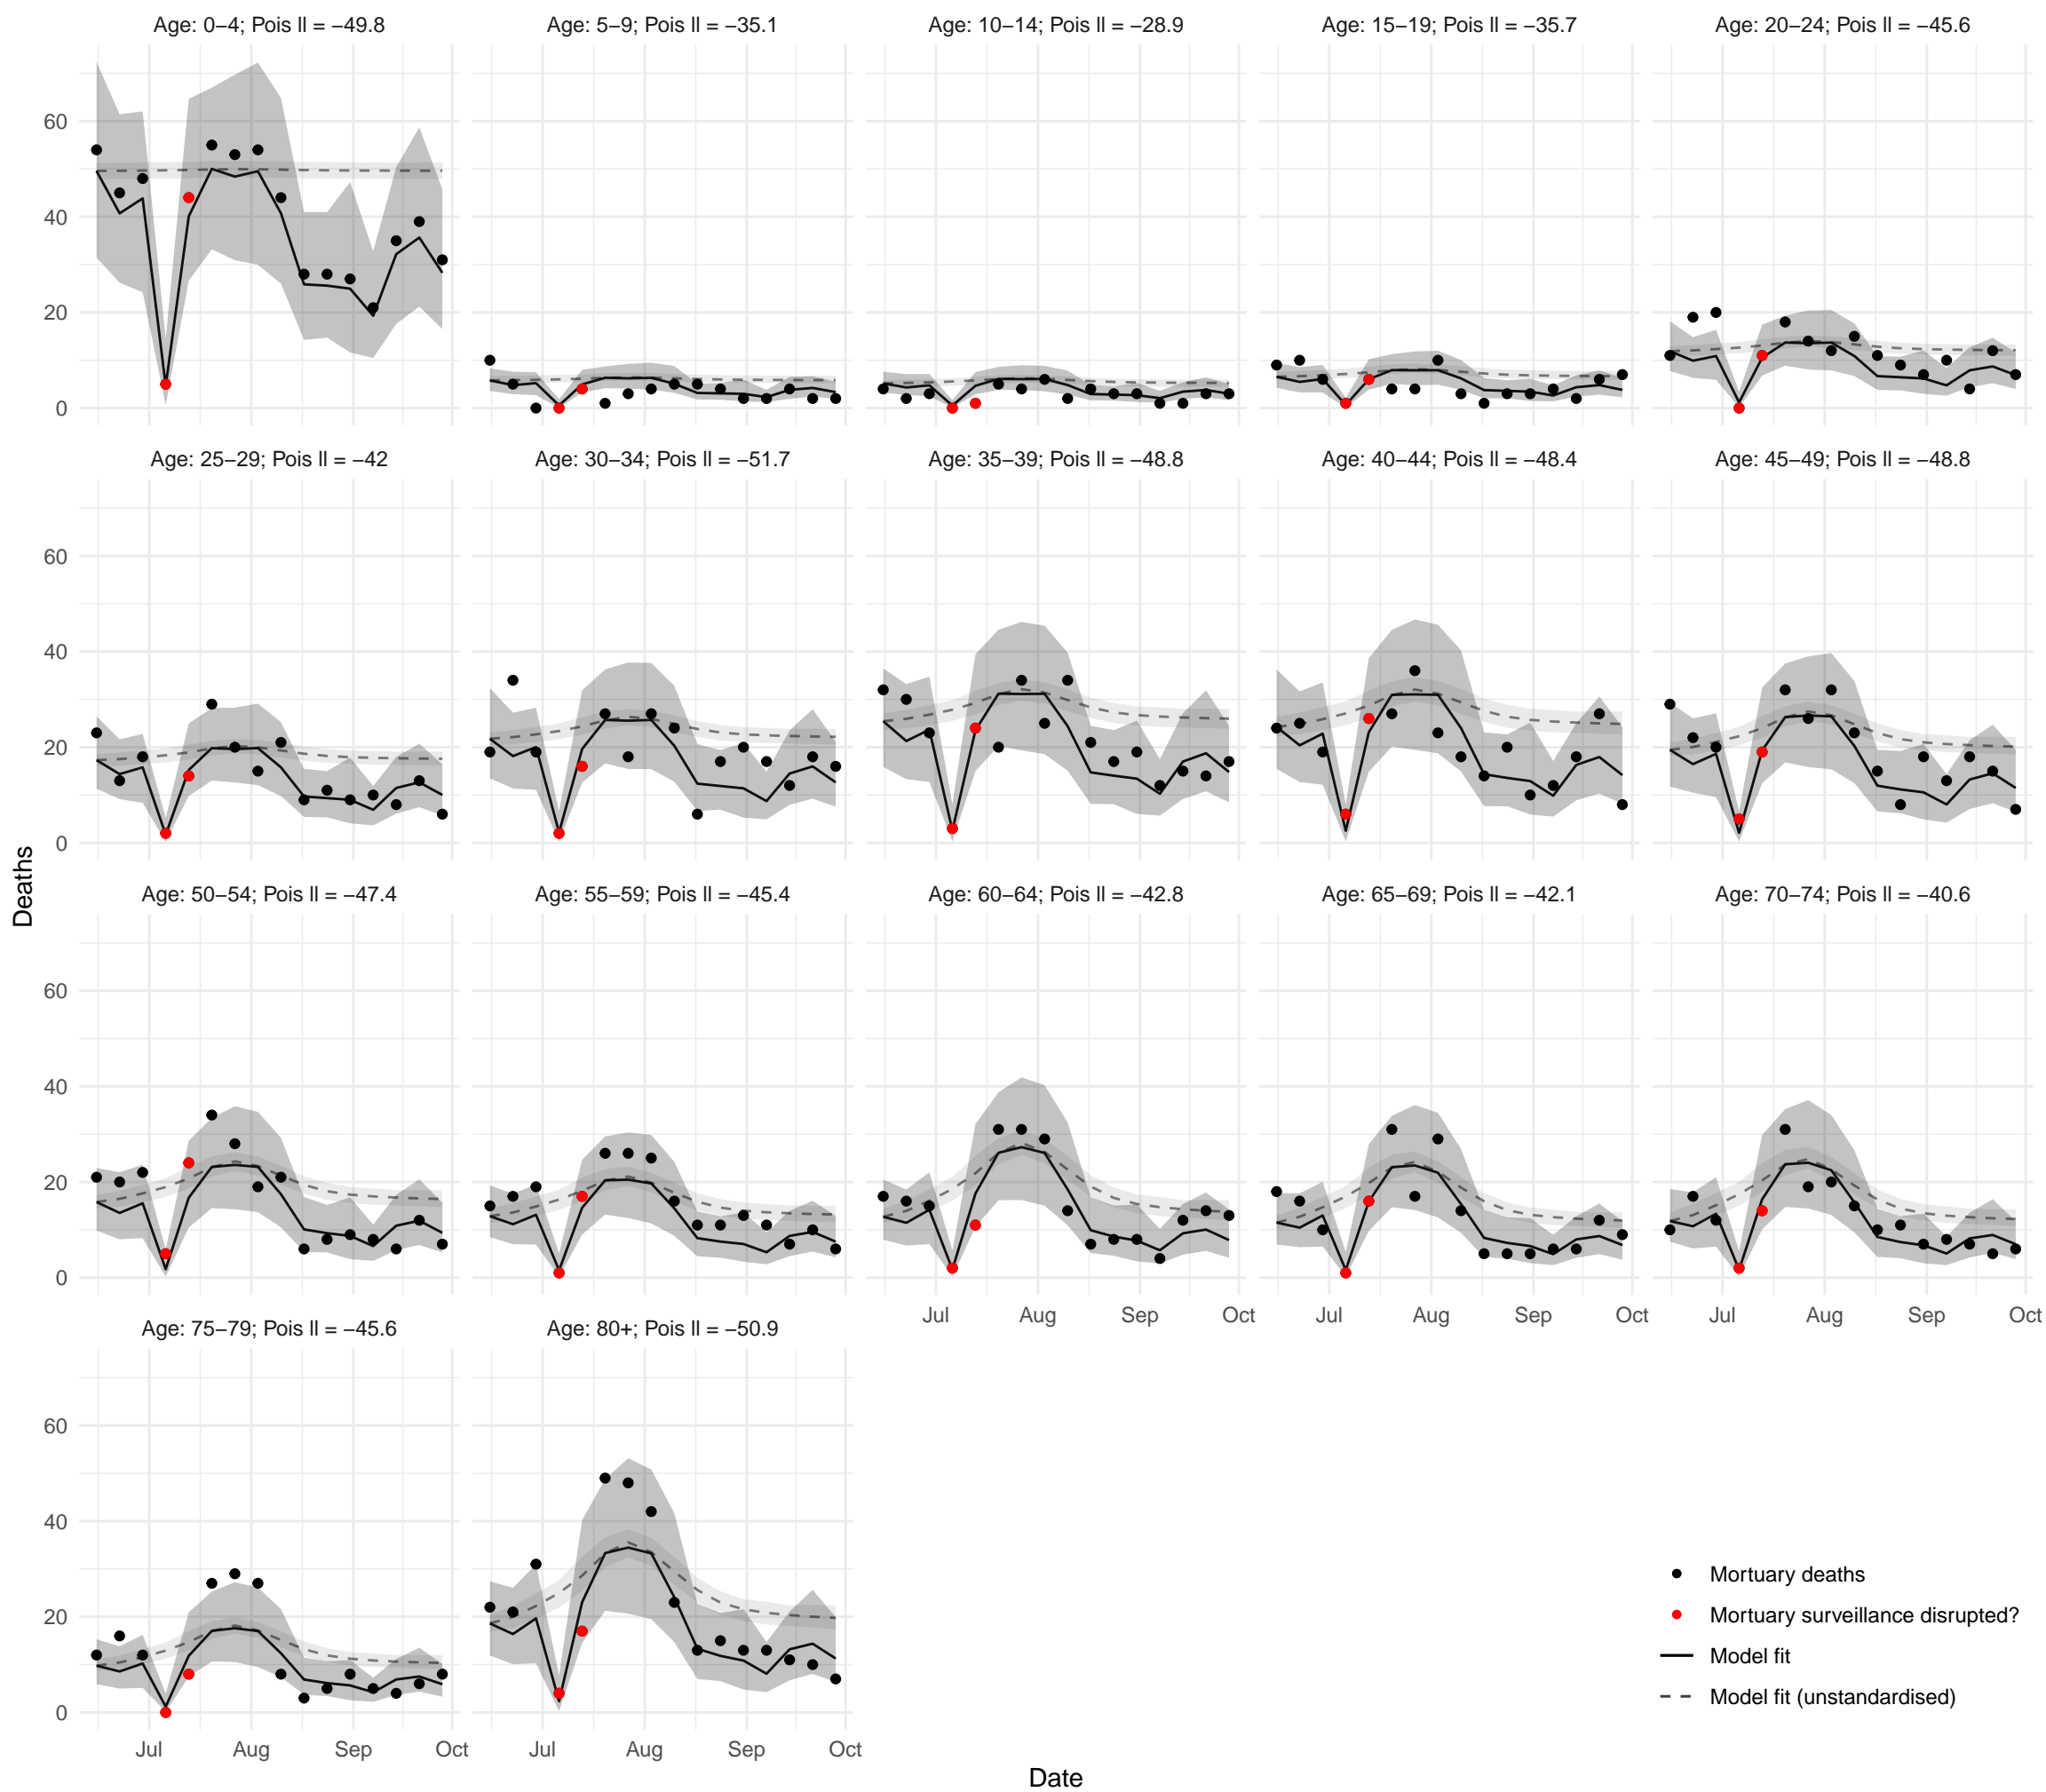 Age: 0−4; Pois ll = −49.8
Age: 5−9; Pois ll = −35.1
Age: 10−14; Pois ll = −28.9
Age: 15−19; Pois ll = −35.7
Age: 20−24; Pois ll = −45.6
60
40
20
0
Age: 25−29; Pois ll = −42
Age: 30−34; Pois ll = −51.7
Age: 35−39; Pois ll = −48.8
Age: 40−44; Pois ll = −48.4
Age: 45−49; Pois ll = −48.8
60
40
20
0
Deaths
Age: 50−54; Pois ll = −47.4
Age: 55−59; Pois ll = −45.4
Age: 60−64; Pois ll = −42.8
Age: 65−69; Pois ll = −42.1
Age: 70−74; Pois ll = −40.6
60
40
20
0
Jul Aug Sep Oct
Jul Aug Sep Oct
Jul Aug Sep Oct
Age: 75−79; Pois ll = −45.6
Age: 80+; Pois ll = −50.9
60
40
20
0
Jul Aug Sep Oct
Jul Aug Sep Oct
Mortuary deaths
Mortuary surveillance disrupted?
Model fit
Model fit (unstandardised)
Date